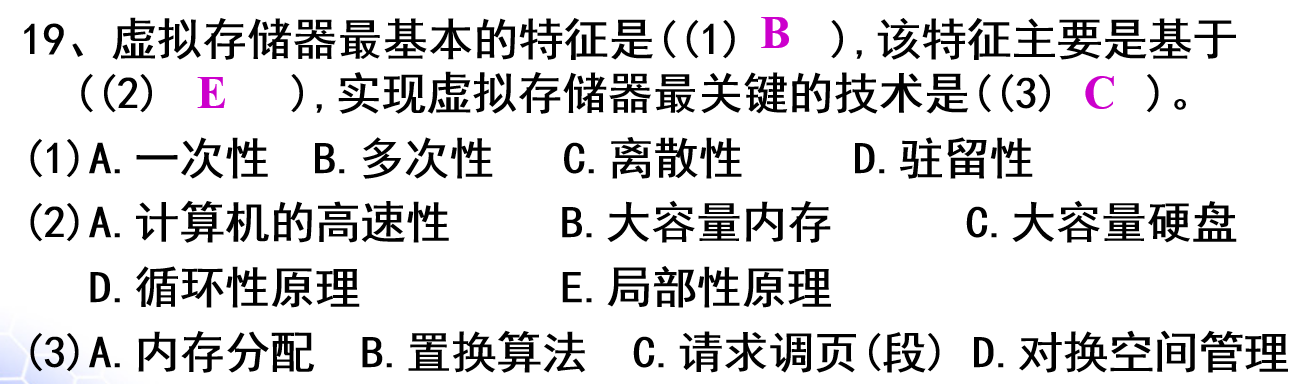 19、虚拟存储器最基本的特征是((1) B ),该特征主要是基于
((2) E ),实现虚拟存储器最关键的技术是((3) C )。
(1)A.一次性 B.多次性 C.离散性 D.驻留性
(2)A.计算机的高速性 B.大容量内存 C.大容量硬盘
D.循环性原理 E.局部性原理
(3)A.内存分配 B.置换算法 C.请求调页(段) D.对换空间管理